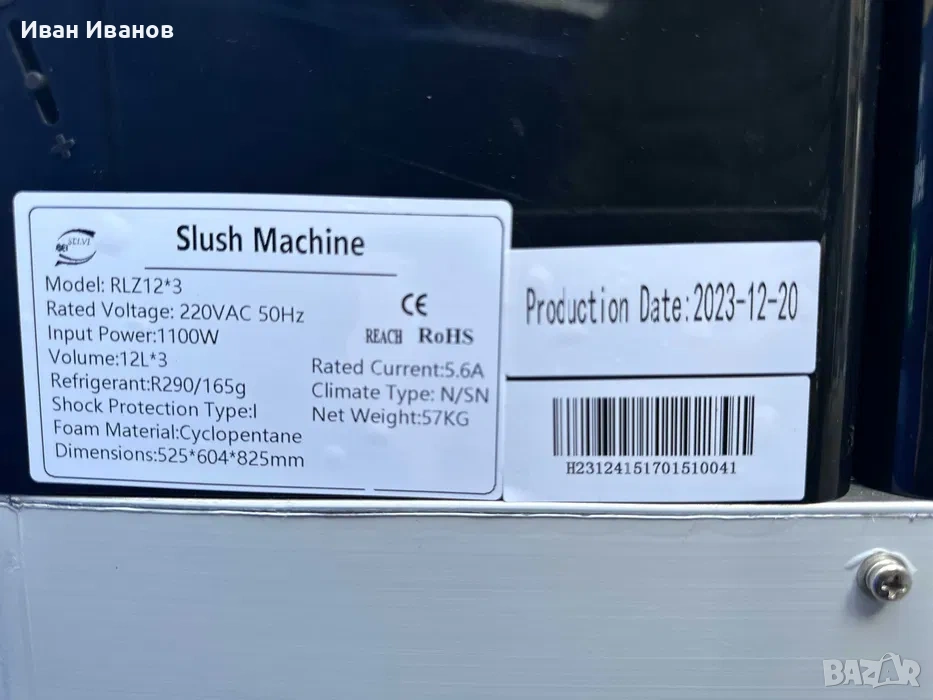 Иван Иванов
SELVI
Slush Machine
Model: RLZ12*3
Rated Voltage: 220VAC 50Hz
Input Power:1100W
Volume:12L*3
Refrigerant:R290/165g
Shock Protection Type:I
Foam Material:Cyclopentane
Dimensions:525*604*825mm
CE
REACH RoHS
Rated Current:5.6A
Climate Type: N/SN
Net Weight:57KG
Production Date:2023-12-20
H23124151701510041
BAZAR